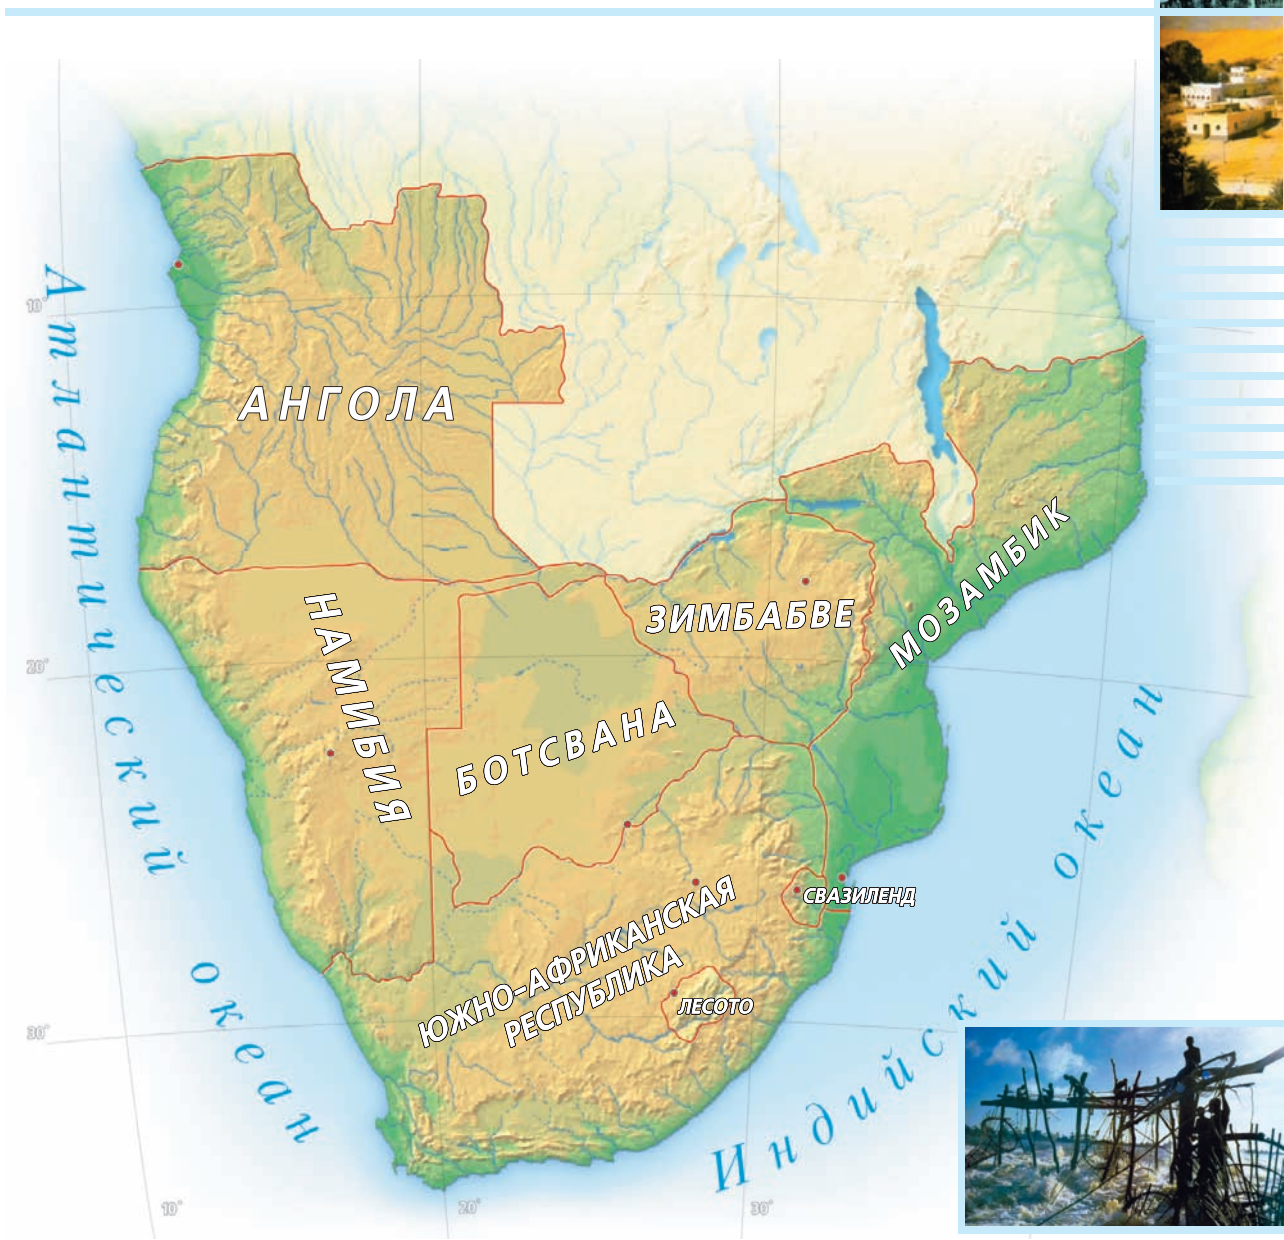 10°
Атлантический океан
АНГОЛА
МОЗАМБИК
НАМИБИЯ
ЗИМБАБВЕ
20°
БОТСВАНА
СВАЗИЛЕНД
ЮЖНО-АФРИКАНСКАЯ
РЕСПУБЛИКА
ЛЕСОТО
30°
Индийский океан
10°
20°
30°